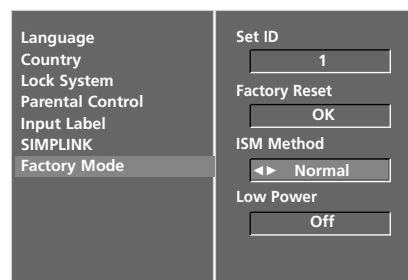 Language
Country
Lock System
Parental Control
Input Label
SIMPLINK
Factory Mode
Set ID
1
Factory Reset
OK
ISM Method
◄► Normal
Low Power
Off